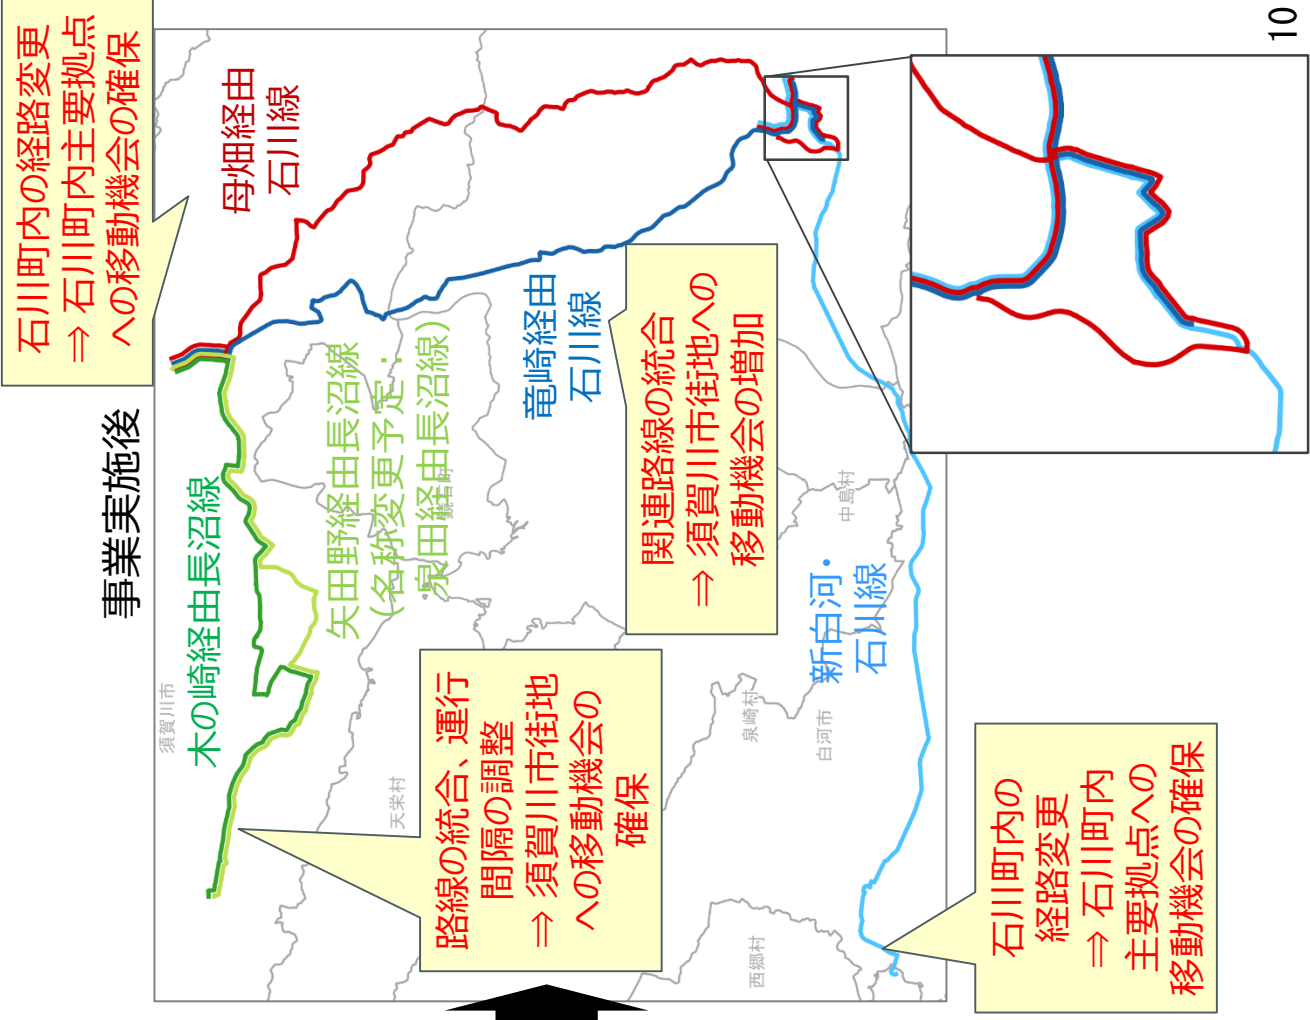 事業実施後
石川町内の経路変更
⇒ 石川町内主要拠点
への移動機会の確保
母畑経由
石川線
木の崎経由長沼線
須賀川市
矢田野経由長沼線
(名称変更予定:
泉田経由長沼線)
竜崎経由
石川線
天栄村
路線の統合、運行
間隔の調整
⇒ 須賀川市街地
への移動機会の
確保
関連路線の統合
⇒ 須賀川市街地への
移動機会の増加
中島村
泉崎村
白河市
西郷村
新白河・
石川線
石川町内の
経路変更
⇒ 石川町内
主要拠点への
移動機会の確保
10